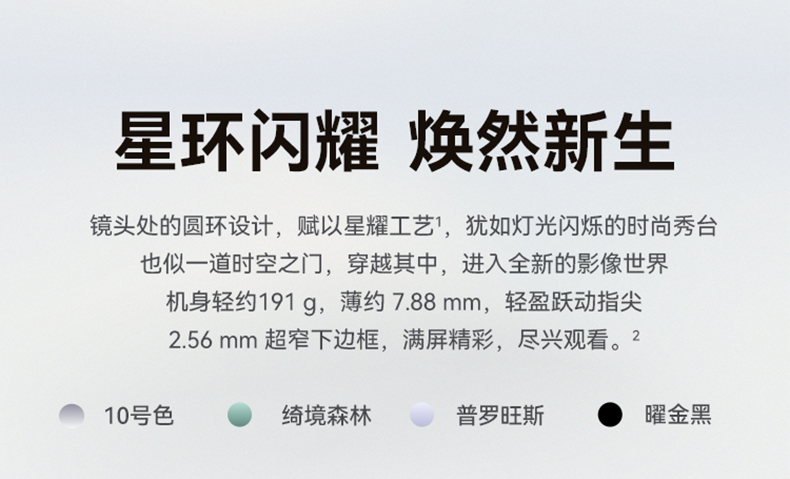 星环闪耀 焕然新生
镜头处的圆环设计，赋以星耀工艺¹，犹如灯光闪烁的时尚秀台
也似一道时空之门，穿越其中，进入全新的影像世界
机身轻约191 g，薄约 7.88 mm，轻盈跃动指尖
2.56 mm 超窄下边框，满屏精彩，尽兴观看。²
10号色 绮境森林 普罗旺斯 曜金黑